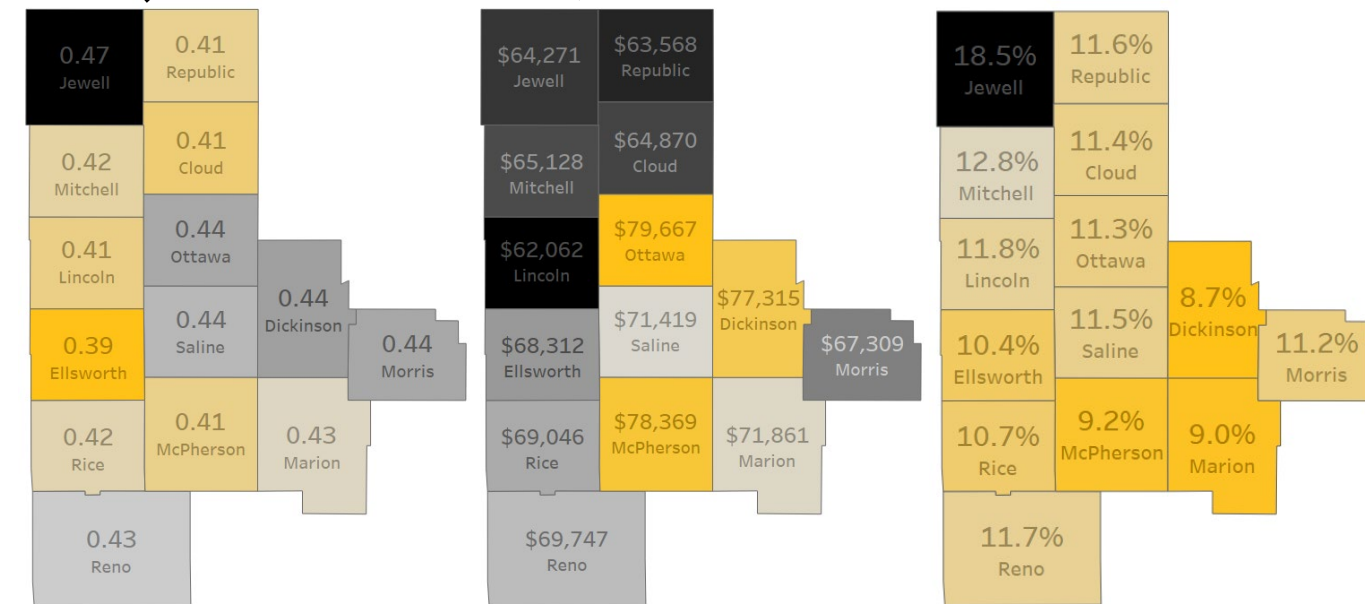 0.47
Jewell
0.41
Republic
0.42
Mitchell
0.41
Cloud
0.41
Lincoln
0.44
Ottawa
0.39
Ellsworth
0.44
Saline
0.44
Dickinson
0.44
Morris
0.42
Rice
0.41
McPherson
0.43
Marion
0.43
Reno
$64,271
Jewell
$63,568
Republic
$65,128
Mitchell
$64,870
Cloud
$62,062
Lincoln
$79,667
Ottawa
$68,312
Ellsworth
$71,419
Saline
$77,315
Dickinson
$67,309
Morris
$69,046
Rice
$78,369
McPherson
$71,861
Marion
$69,747
Reno
18.5%
Jewell
11.6%
Republic
12.8%
Mitchell
11.4%
Cloud
11.8%
Lincoln
11.3%
Ottawa
10.4%
Ellsworth
11.5%
Saline
8.7%
Dickinson
11.2%
Morris
10.7%
Rice
9.2%
McPherson
9.0%
Marion
11.7%
Reno